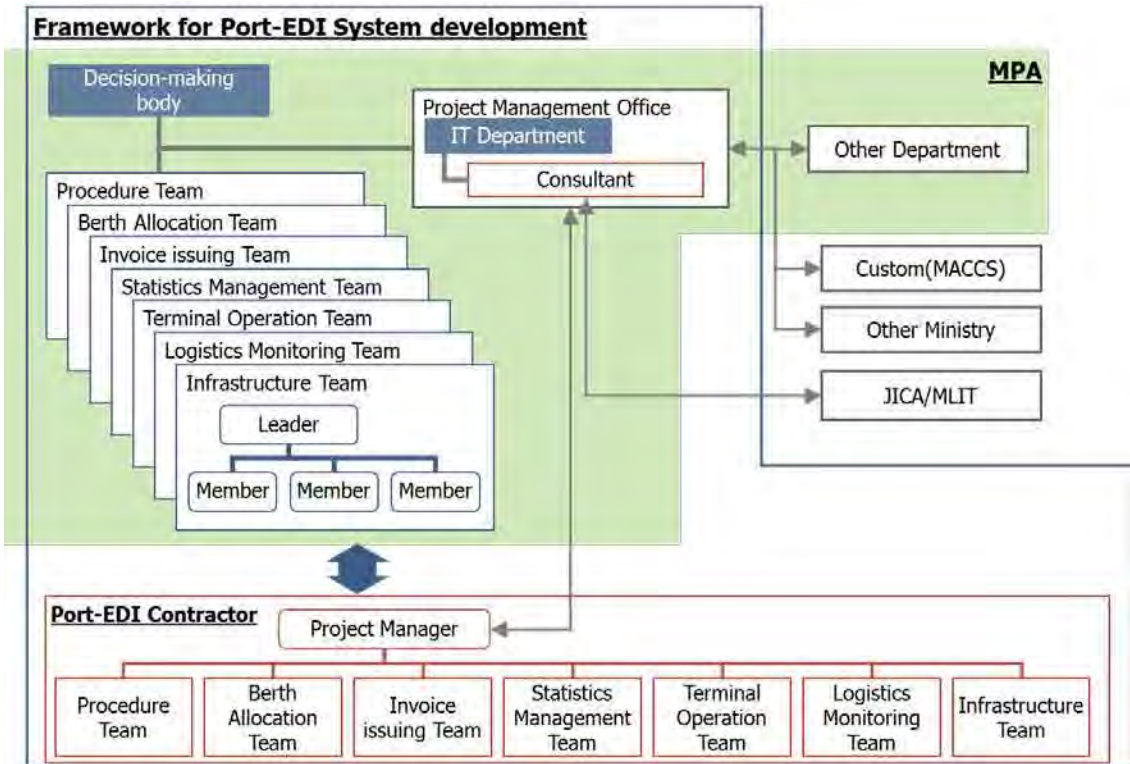 Framework for Port-EDI System development
MPA
Decision-making
body
Project Management Office
IT Department
Consultant
Other Department
Procedure Team
Berth Allocation Team
Invoice issuing Team
Statistics Management Team
Terminal Operation Team
Logistics Monitoring Team
Infrastructure Team
Leader
Member
Member
Member
Custom(MACCS)
Other Ministry
JICA/MLIT
Port-EDI Contractor
Project Manager
Procedure
Team
Berth
Allocation
Team
Invoice
issuing Team
Statistics
Management
Team
Terminal
Operation
Team
Logistics
Monitoring
Team
Infrastructure
Team